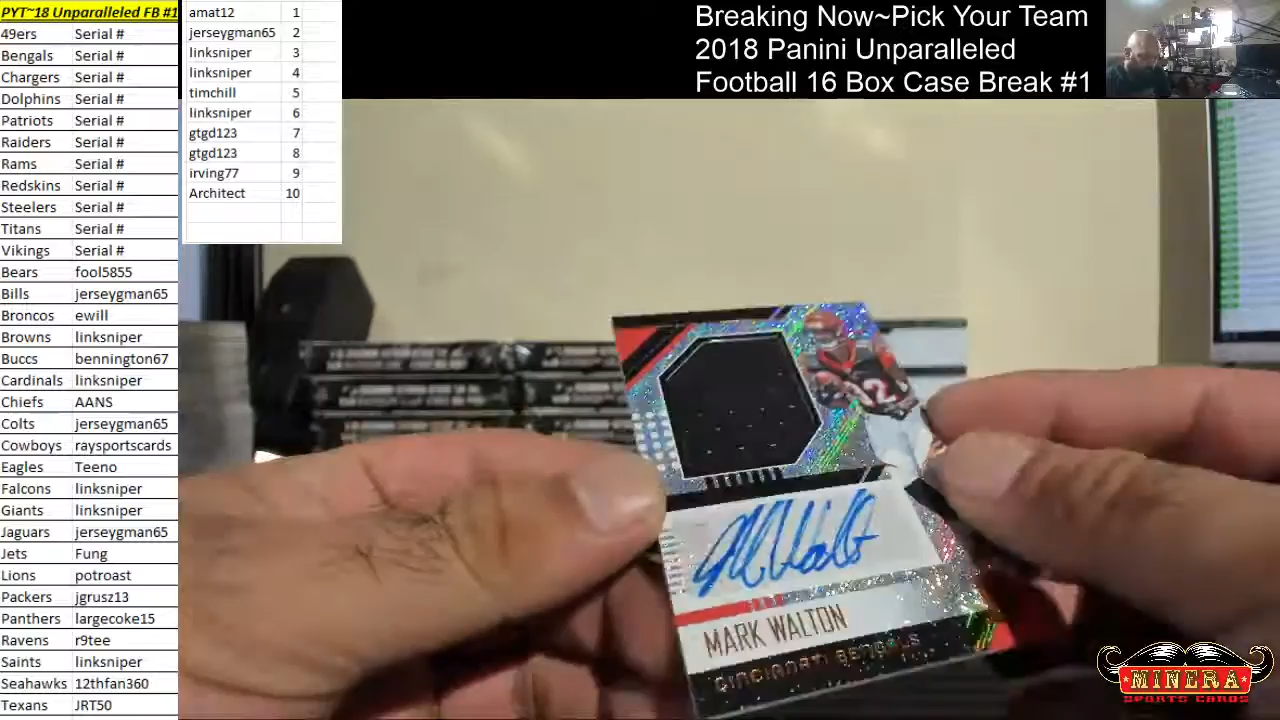 PYT~18 Unparalleled FB #1
49ers Serial #
Bengals Serial #
Chargers Serial #
Dolphins Serial #
Patriots Serial #
Raiders Serial #
Rams Serial #
Redskins Serial #
Steelers Serial #
Titans Serial #
Vikings Serial #
Bears fool5855
Bills jerseygman65
Broncos ewill
Browns linksniper
Buccs bennington67
Cardinals linksniper
Chiefs AANS
Colts jerseygman65
Cowboys raysportscards
Eagles Teeno
Falcons linksniper
Giants linksniper
Jaguars jerseygman65
Jets Fung
Lions potroast
Packers jgrusz13
Panthers largecoke15
Ravens r9tee
Saints linksniper
Seahawks 12thfan360
Texans JRT50
amat12 1
jerseygman65 2
linksniper 3
linksniper 4
timchill 5
linksniper 6
gtgd123 7
gtgd123 8
irving77 9
Architect 10
Breaking Now~Pick Your Team
2018 Panini Unparalleled
Football 16 Box Case Break #1
MARK WALTON
CINCINNATI BENGALS
MINERA
SPORTS CARDS